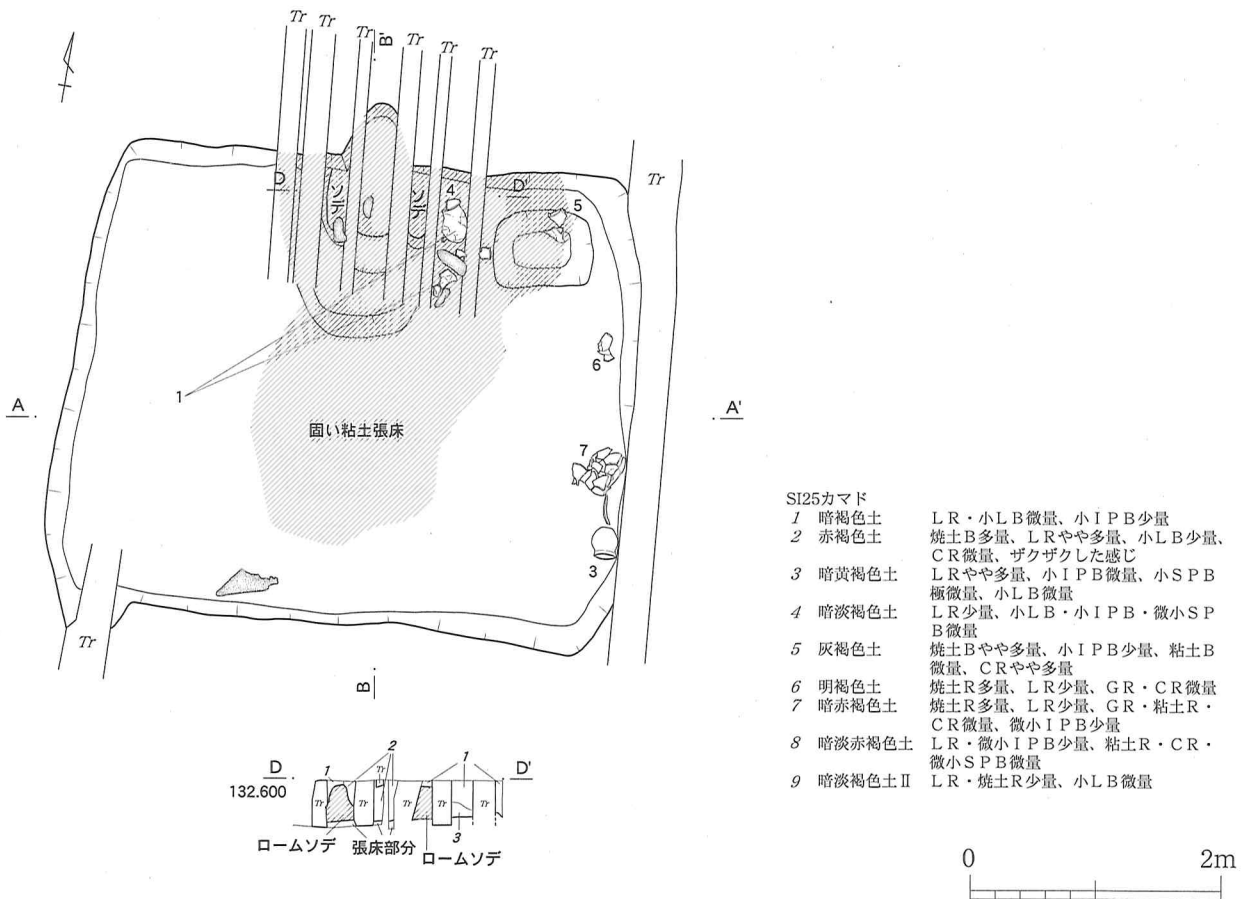 Tr
Tr
Tr
B'
Tr
Tr
Tr
Tr
D
ソデ
ソデ
4
D'
5
6
1
A
A'
固い粘土張床
7
3
Tr
B
D
132.600
1
2
Tr
1
D'
Tr
Tr
Tr
Tr
Tr
3
ロームソデ
張床部分
ロームソデ
SI25カマド
1 暗褐色土 ＬＲ・小ＬＢ微量、小ＩＰＢ少量
2 赤褐色土 焼土Ｂ多量、ＬＲやや多量、小ＬＢ少量、
ＣＲ微量、ザクザクした感じ
3 暗黄褐色土 ＬＲやや多量、小ＩＰＢ微量、小ＳＰＢ
極微量、小ＬＢ微量
4 暗淡褐色土 ＬＲ少量、小ＬＢ・小ＩＰＢ・微小ＳＰ
Ｂ微量
5 灰褐色土 焼土Ｂやや多量、小ＩＰＢ少量、粘土Ｂ
微量、ＣＲやや多量
6 明褐色土 焼土Ｒ多量、ＬＲ少量、ＧＲ・ＣＲ微量
7 暗赤褐色土 焼土Ｒ多量、ＬＲ少量、ＧＲ・粘土Ｒ・
ＣＲ微量、微小ＩＰＢ少量
8 暗淡赤褐色土 ＬＲ・微小ＩＰＢ少量、粘土Ｒ・ＣＲ・
微小ＳＰＢ微量
9 暗淡褐色土Ⅱ ＬＲ・焼土Ｒ少量、小ＬＢ微量
0 2m